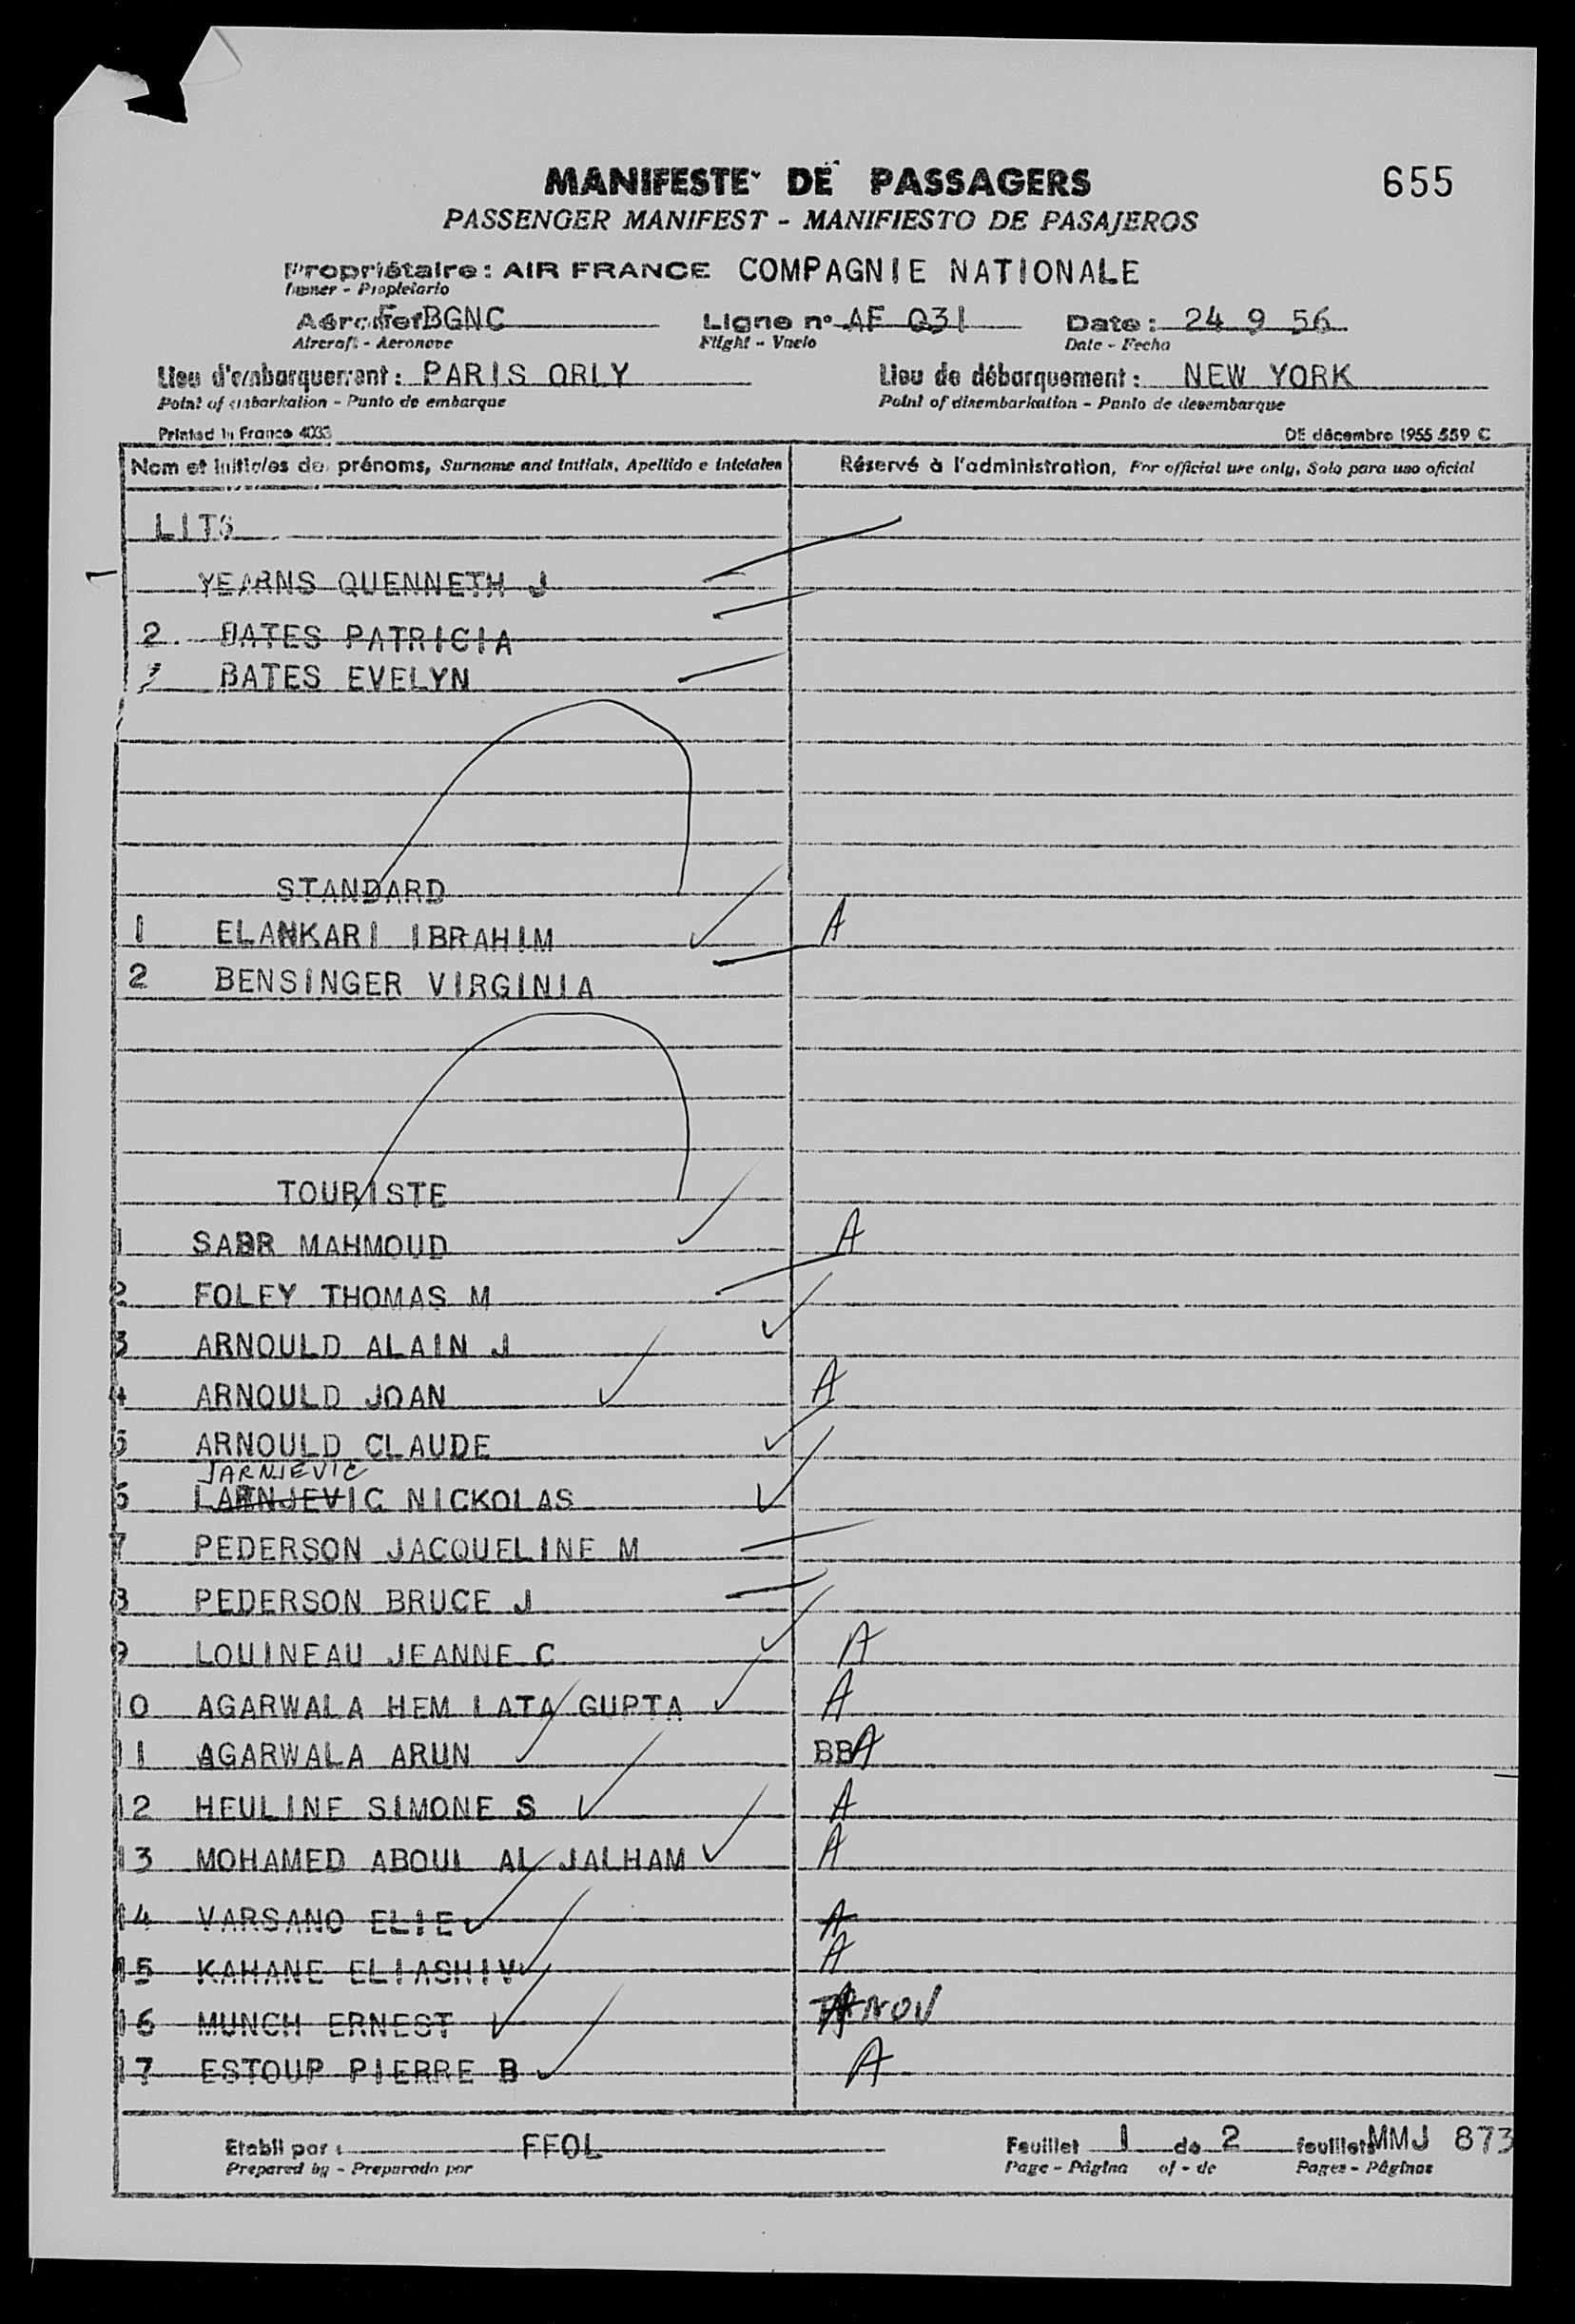 MANIFESTE DE PASSAGERS 655
PASSENGER MANIFEST - MANIFIESTO DE PASAJEROS
Propriétaire: AIR FRANCE COMPAGNIE NATIONALE
Owner - Propietario
Aéronef F BGNC Ligne n° AF 031 Date: 24 9 56
Aircraft - Aeronave Flight - Vuelo Date - Fecha
Lieu d'embarquement: PARIS ORLY Lieu de débarquement: NEW YORK
Point of embarkation - Punto de embarque Point of disembarkation - Punto de desembarque
Printed in France 4033 DE décembre 1955 559 C
Nom et initiales de prénoms, Surname and Initials, Apellido e iniciales Réservé à l'administration, For official use only, Solo para uso oficial
LITS
1 YEARNS QUENNETH J
2 BATES PATRICIA
3 BATES EVELYN
STANDARD
1 ELANKARI IBRAHIM A
2 BENSINGER VIRGINIA
TOURISTE
1 SABR MAHMOUD A
2 FOLEY THOMAS M
3 ARNOULD ALAIN J
4 ARNOULD JOAN A
5 ARNOULD CLAUDE
JARNJEVIC
6 LARNJEVIC NICKOLAS
7 PEDERSON JACQUELINE M
8 PEDERSON BRUCE J
9 LOUINEAU JEANNE C A
10 AGARWALA HEM LATA GUPTA A
11 AGARWALA ARUN BB A
12 HEULINE SIMONE S A
13 MOHAMED ABOUL AL JALHAM A
14 VARSANO ELIE A
15 KAHANE ELIASHIV A
16 MUNCH ERNEST
17 ESTOUP PIERRE B A
Etabli par: FFOL Feuillet 1 de 2 feuillets MMJ 873
Prepared by - Preparado por Page - Página of - de Pages - Páginas